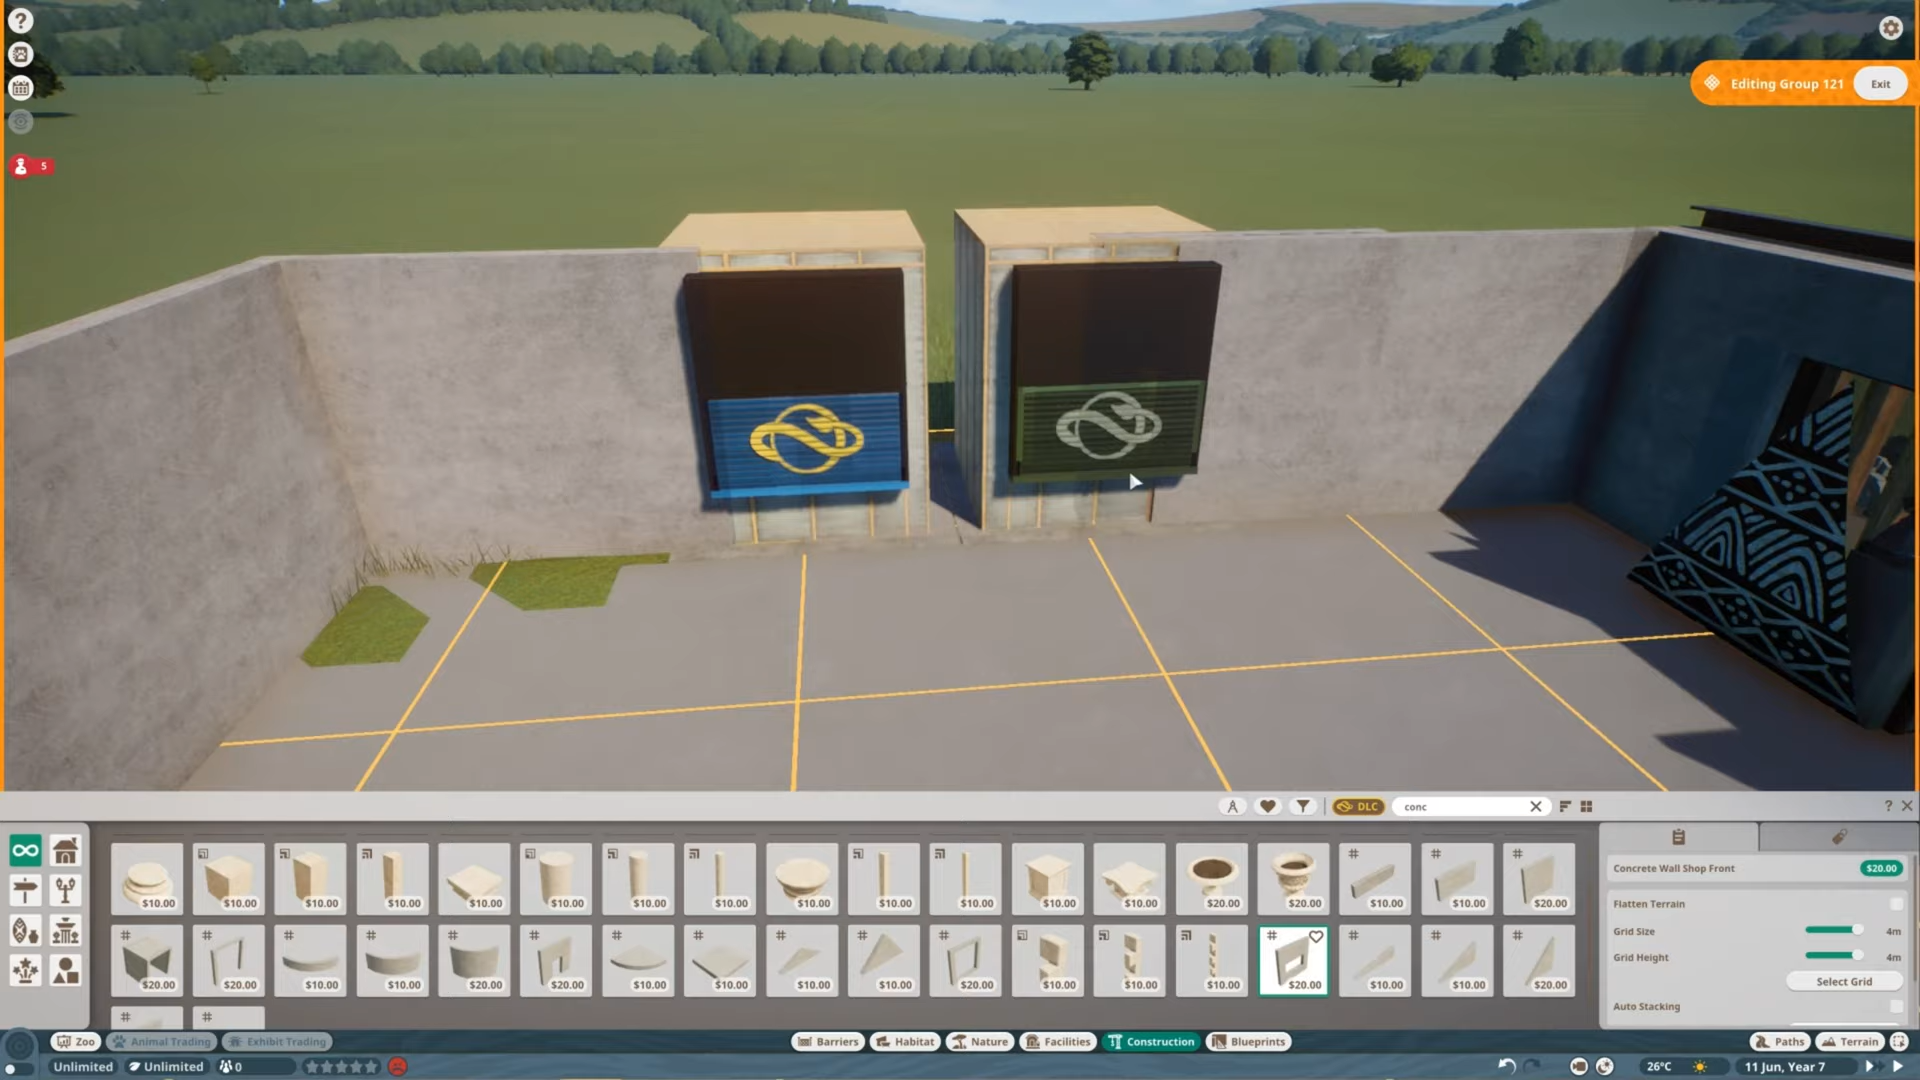 ?
Editing Group 121
Exit
5
DLC
conc
?
$10.00 $10.00 $10.00 $10.00 $10.00 $10.00 $10.00 $10.00 $10.00 $10.00 $10.00 $10.00 $10.00 $20.00 $20.00 $10.00 $10.00 $20.00
$20.00 $20.00 $10.00 $10.00 $20.00 $20.00 $10.00 $10.00 $10.00 $10.00 $20.00 $10.00 $10.00 $10.00 $20.00 $10.00 $10.00 $20.00
Concrete Wall Shop Front $20.00
Flatten Terrain
Grid Size 4m
Grid Height 4m
Select Grid
Auto Stacking
Zoo Animal Trading Exhibit Trading Barriers Habitat Nature Facilities Construction Blueprints Paths Terrain
Unlimited Unlimited 0 26°C 11 Jun, Year 7